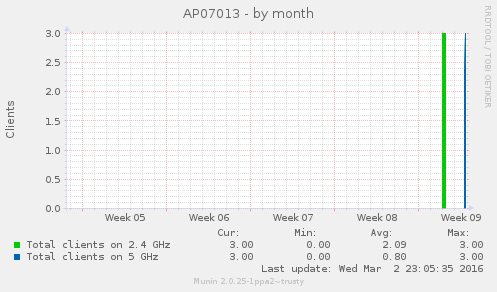 AP07013 - by month
RRDTOOL / TOBI OETIKER
Clients
3.0
2.5
2.0
1.5
1.0
0.5
0.0
Week 05 Week 06 Week 07 Week 08 Week 09
Cur: Min: Avg: Max:
Total clients on 2.4 GHz 3.00 0.00 2.09 3.00
Total clients on 5 GHz 3.00 0.00 0.80 3.00
Last update: Wed Mar 2 23:05:35 2016
Munin 2.0.25-1ppa2~trusty